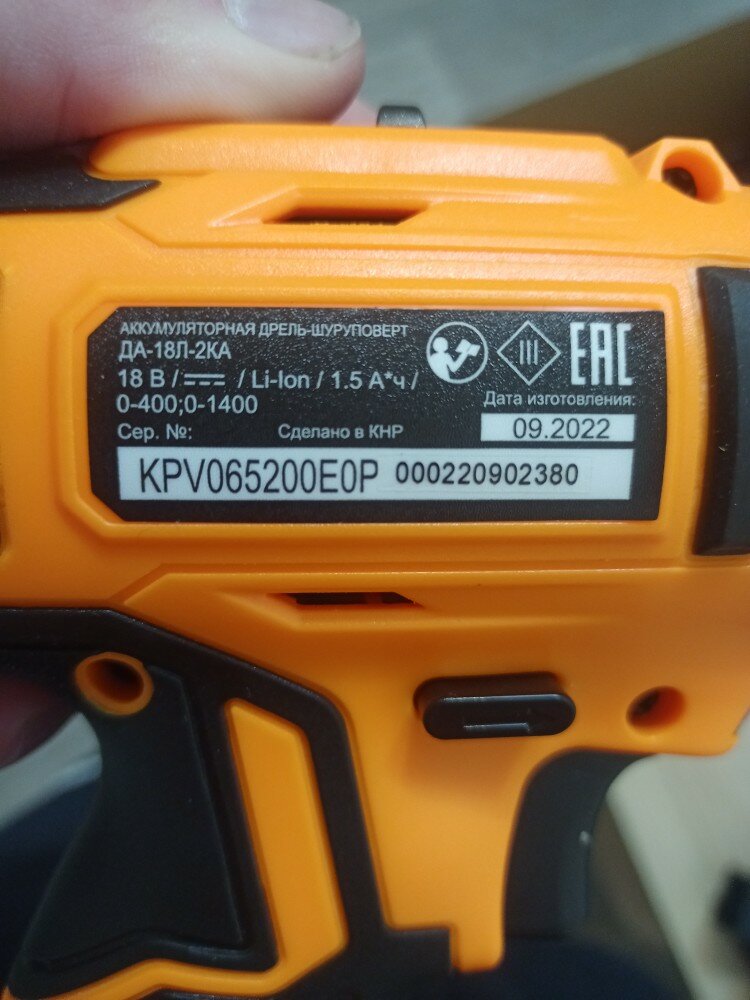 АККУМУЛЯТОРНАЯ ДРЕЛЬ-ШУРУПОВЕРТ
ДА-18Л-2КА
18 В / / Li-Ion / 1.5 А*ч /
0-400;0-1400
EAC
Дата изготовления:
09.2022
Сер. №: Сделано в КНР
KPV065200E0P 000220902380